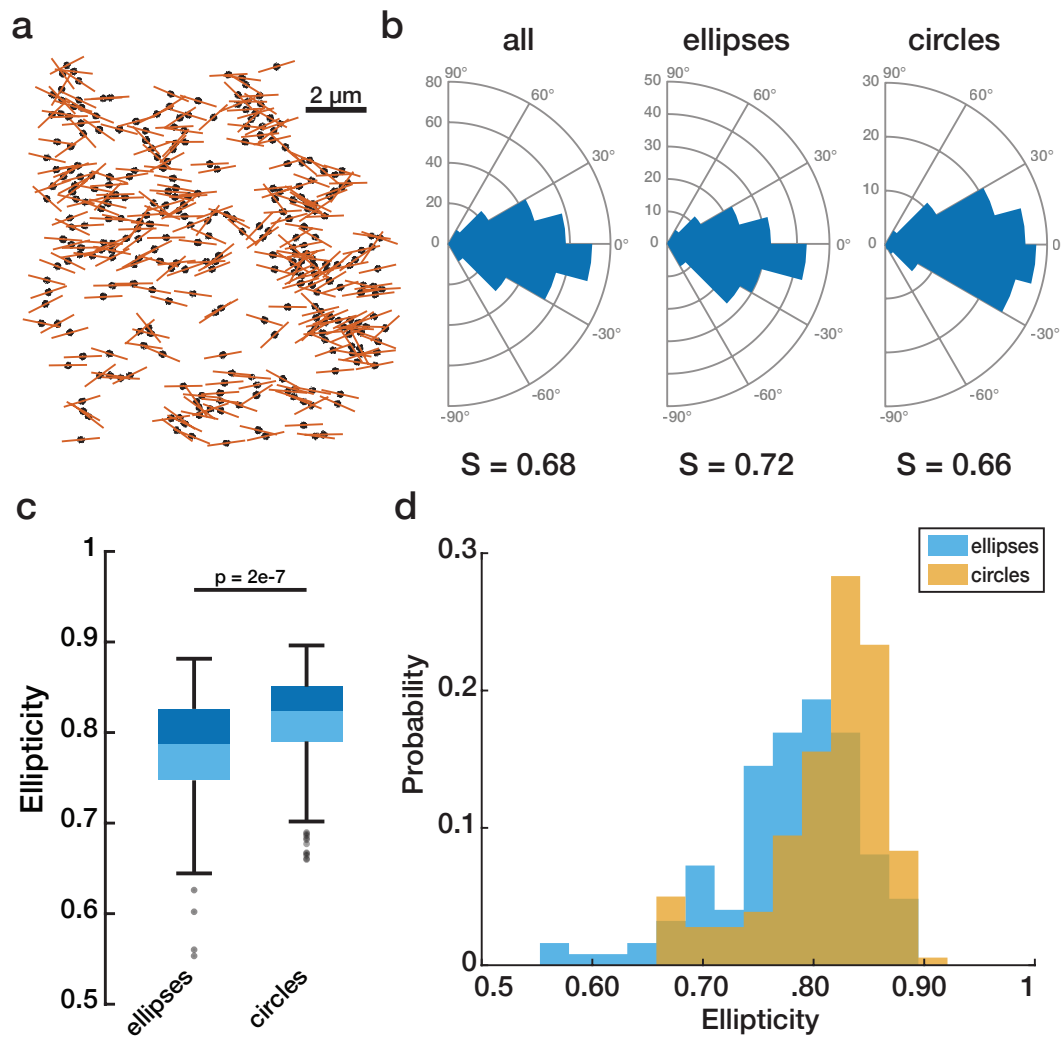 a
2 µm
b
all
ellipses
circles
90°
60°
30°
0°
-30°
-60°
-90°
80
60
40
20
0
90°
60°
30°
0°
-30°
-60°
-90°
50
40
30
20
10
0
90°
60°
30°
0
-30°
-60°
-90°
30
20
10
0
S = 0.68
S = 0.72
S = 0.66
c
Ellipticity
1
0.9
0.8
0.7
0.6
0.5
p = 2e-7
ellipses
circles
d
Probability
0.3
0.2
0.1
0
0.5
0.60
0.70
.80
0.90
1
Ellipticity
ellipses
circles